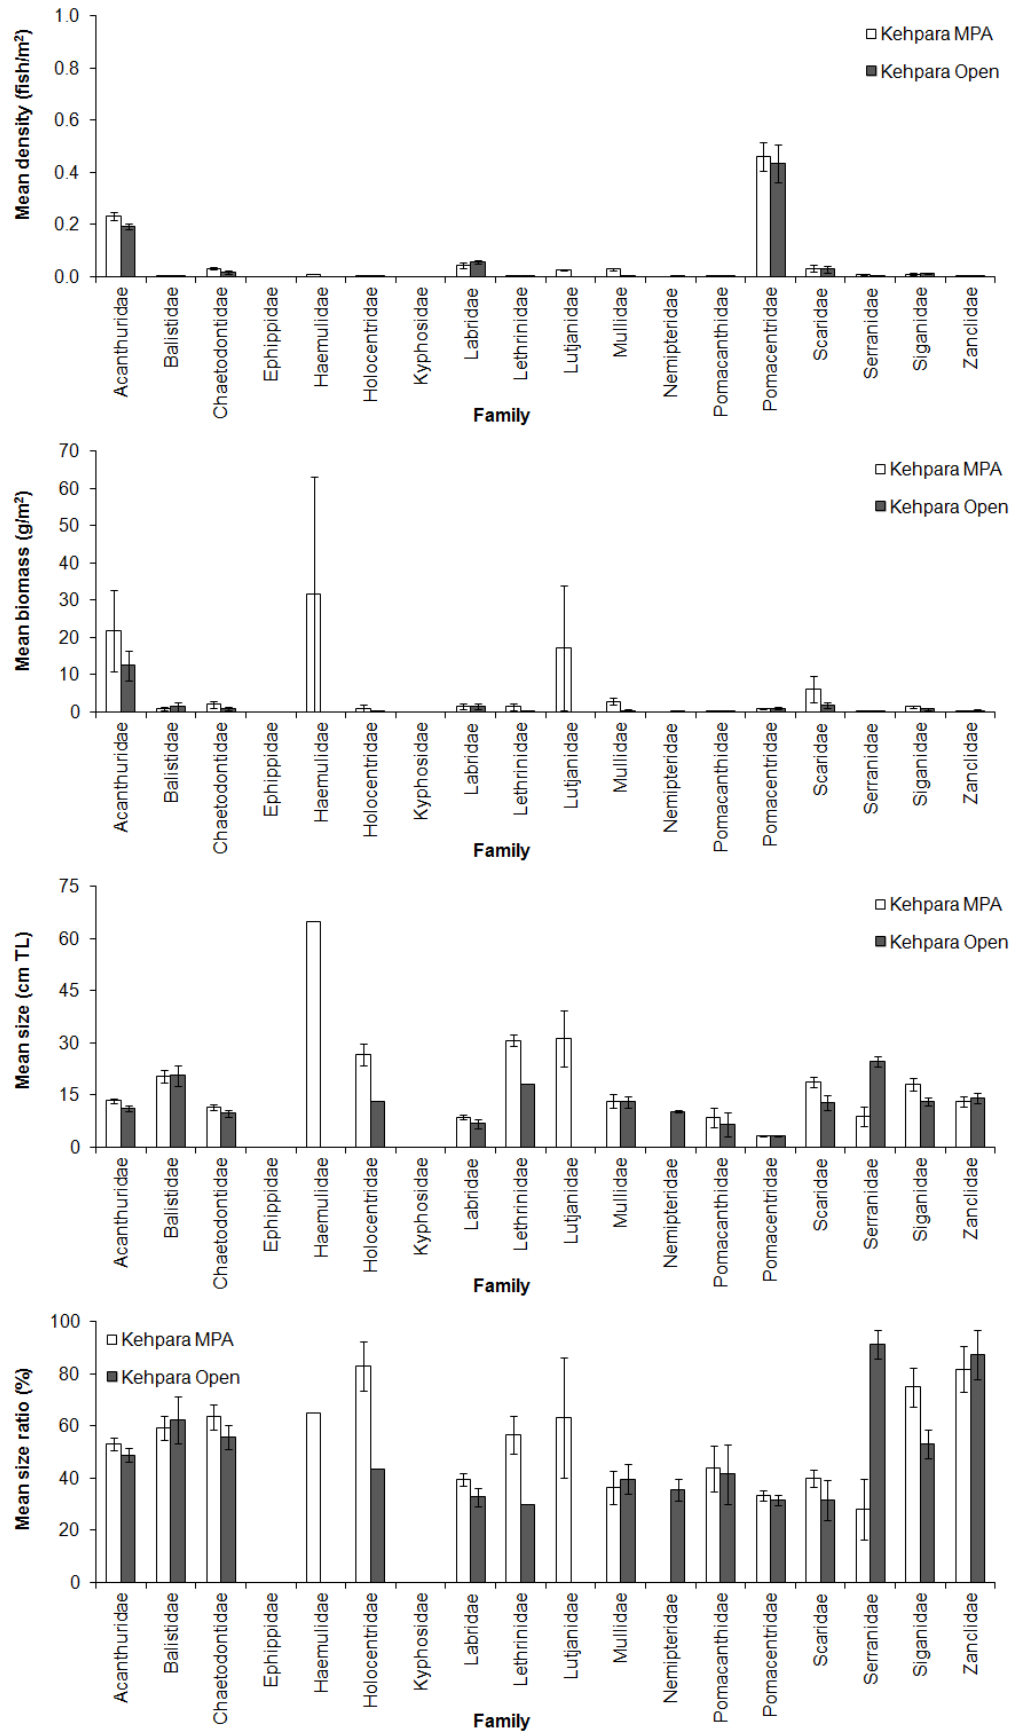 Mean density (fish/m²)
1.0
0.8
0.6
0.4
0.2
0.0
Kehpara MPA
Kehpara Open
Acanthuridae
Balistidae
Chaetodontidae
Ephippidae
Haemulidae
Holocentridae
Kyphosidae
Labridae
Lethrinidae
Lutjanidae
Mullidae
Nemipteridae
Pomacanthidae
Pomacentridae
Scaridae
Serranidae
Siganidae
Zanclidae
Family
Mean biomass (g/m²)
70
60
50
40
30
20
10
0
Kehpara MPA
Kehpara Open
Acanthuridae
Balistidae
Chaetodontidae
Ephippidae
Haemulidae
Holocentridae
Kyphosidae
Labridae
Lethrinidae
Lutjanidae
Mullidae
Nemipteridae
Pomacanthidae
Pomacentridae
Scaridae
Serranidae
Siganidae
Zanclidae
Family
Mean size (cm TL)
75
60
45
30
15
0
Kehpara MPA
Kehpara Open
Acanthuridae
Balistidae
Chaetodontidae
Ephippidae
Haemulidae
Holocentridae
Kyphosidae
Labridae
Lethrinidae
Lutjanidae
Mullidae
Nemipteridae
Pomacanthidae
Pomacentridae
Scaridae
Serranidae
Siganidae
Zanclidae
Family
Mean size ratio (%)
100
80
60
40
20
0
Kehpara MPA
Kehpara Open
Acanthuridae
Balistidae
Chaetodontidae
Ephippidae
Haemulidae
Holocentridae
Kyphosidae
Labridae
Lethrinidae
Lutjanidae
Mullidae
Nemipteridae
Pomacanthidae
Pomacentridae
Scaridae
Serranidae
Siganidae
Zanclidae
Family